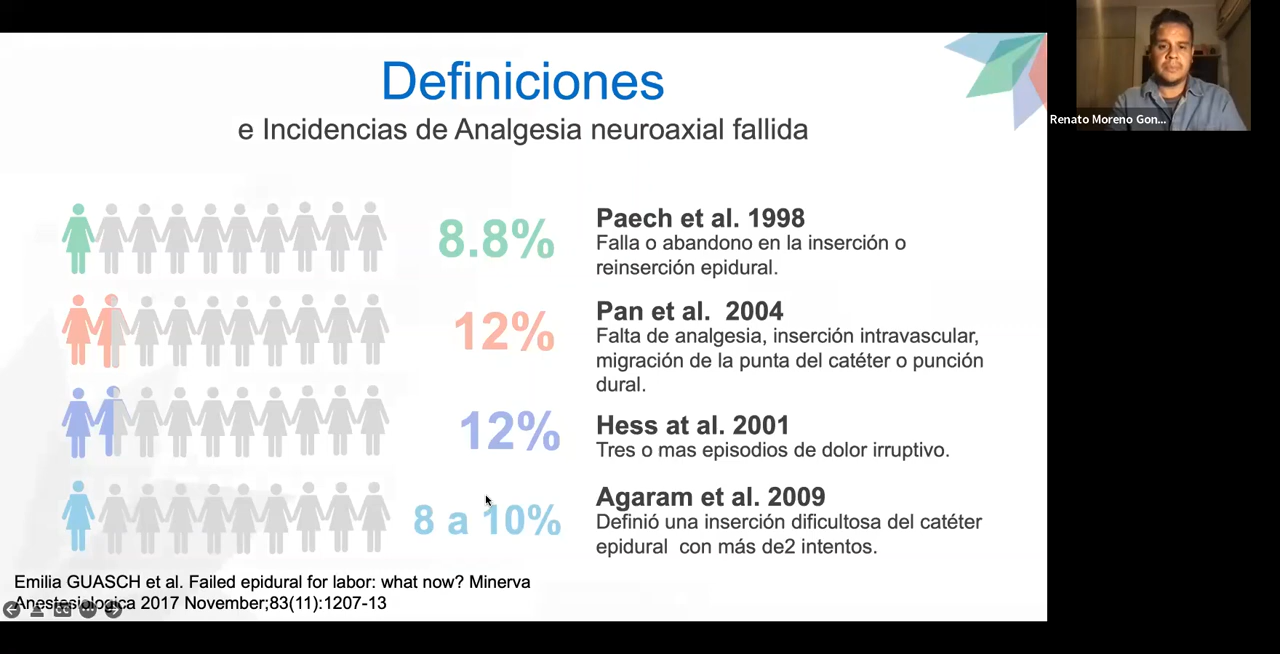 Definiciones
e Incidencias de Analgesia neuroaxial fallida
Renato Moreno Gon...
8.8%
Paech et al. 1998
Falla o abandono en la inserción o
reinserción epidural.
12%
Pan et al.  2004
Falta de analgesia, inserción intravascular,
migración de la punta del catéter o punción
dural.
12%
Hess at al. 2001
Tres o mas episodios de dolor irruptivo.
8 a 10%
Agaram et al. 2009
Definió una inserción dificultosa del catéter
epidural  con más de2 intentos.
Emilia GUASCH et al. Failed epidural for labor: what now? Minerva
Anestesiologica 2017 November;83(11):1207-13
CC